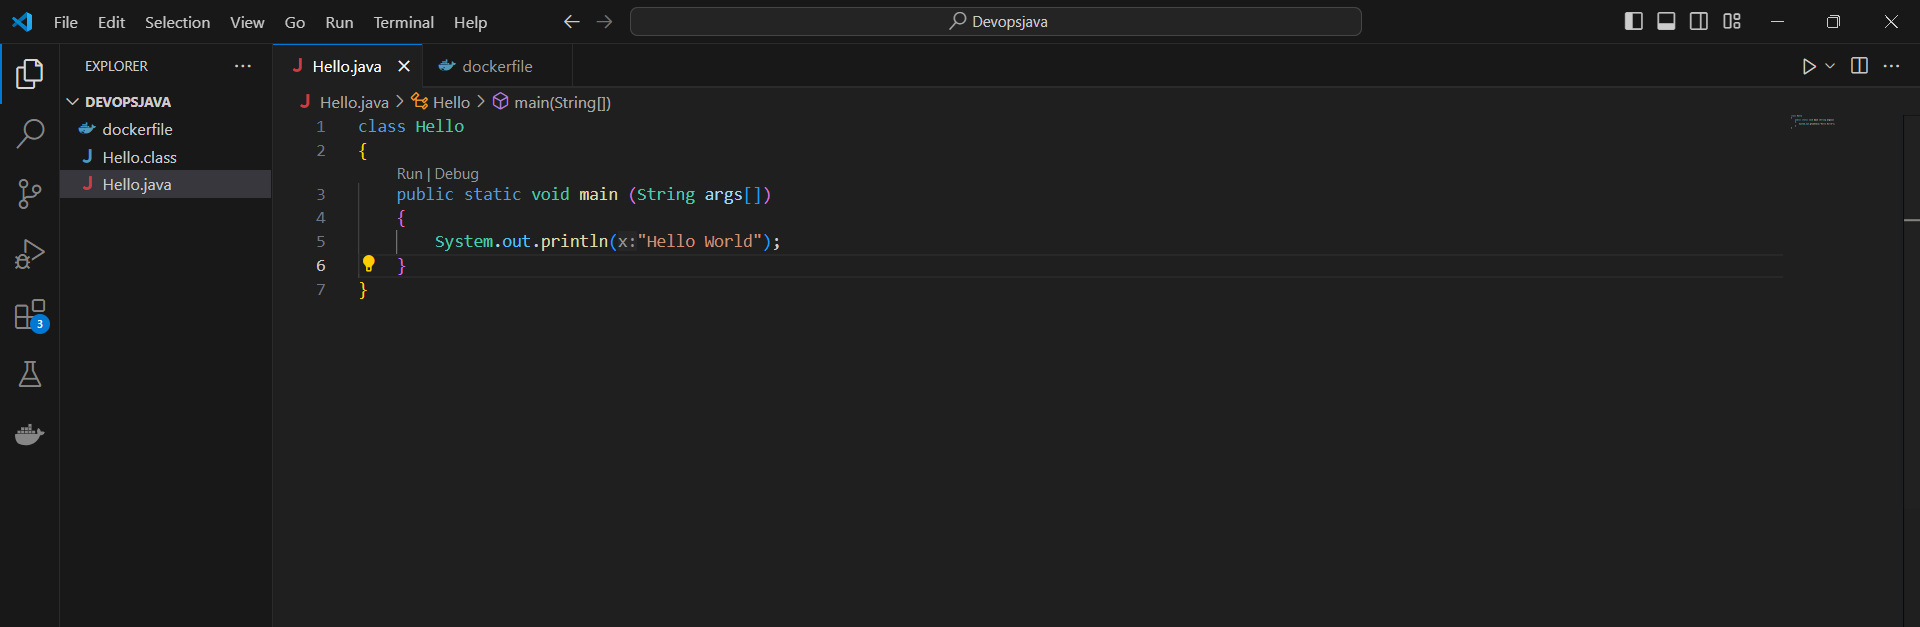 File Edit Selection View Go Run Terminal Help Devopsjava
EXPLORER
DEVOPSJAVA
dockerfile
Hello.class
Hello.java
3
Hello.java dockerfile
Hello.java > Hello > main(String[])
1 class Hello
2 {
Run | Debug
3 public static void main (String args[])
4 {
5 System.out.println(x:"Hello World");
6 }
7 }